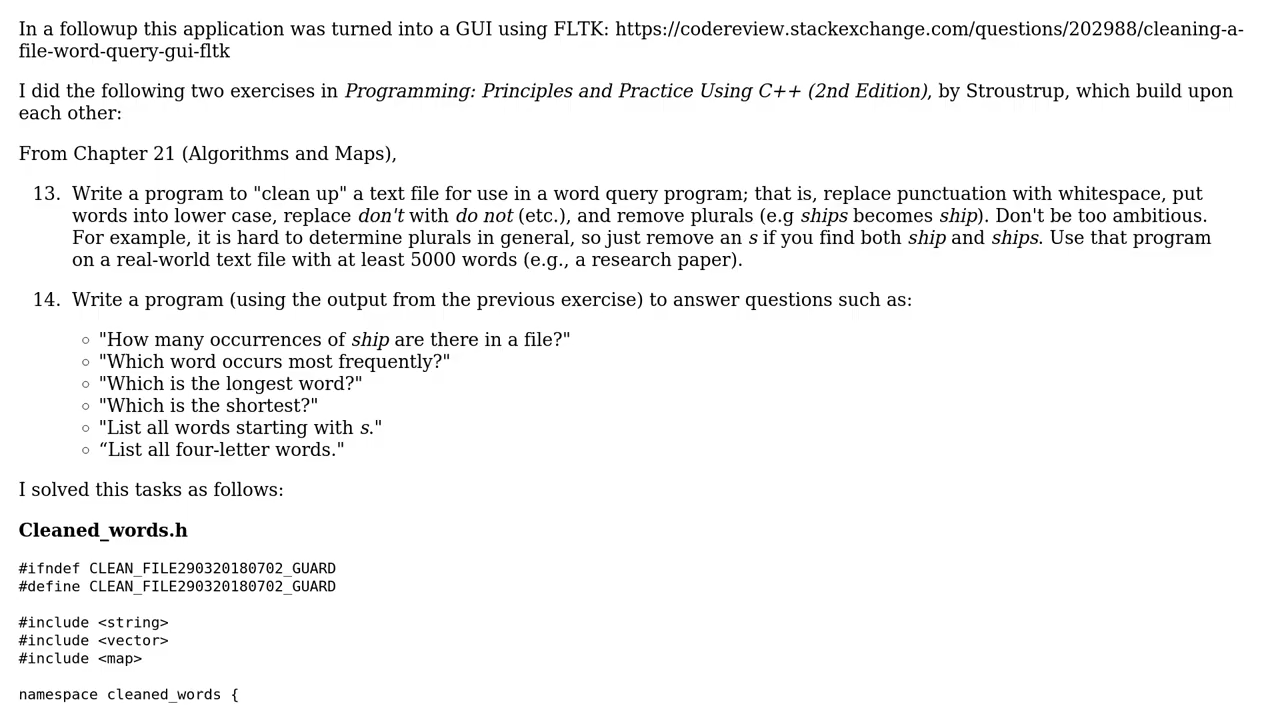 In a followup this application was turned into a GUI using FLTK: https://codereview.stackexchange.com/questions/202988/cleaning-a-
file-word-query-gui-fltk
I did the following two exercises in Programming: Principles and Practice Using C++ (2nd Edition), by Stroustrup, which build upon
each other:
From Chapter 21 (Algorithms and Maps),
13. Write a program to "clean up" a text file for use in a word query program; that is, replace punctuation with whitespace, put
words into lower case, replace don't with do not (etc.), and remove plurals (e.g ships becomes ship). Don't be too ambitious.
For example, it is hard to determine plurals in general, so just remove an s if you find both ship and ships. Use that program
on a real-world text file with at least 5000 words (e.g., a research paper).
14. Write a program (using the output from the previous exercise) to answer questions such as:
◦ "How many occurrences of ship are there in a file?"
◦ "Which word occurs most frequently?"
◦ "Which is the longest word?"
◦ "Which is the shortest?"
◦ "List all words starting with s."
◦ “List all four-letter words."
I solved this tasks as follows:
Cleaned_words.h
#ifndef CLEAN_FILE290320180702_GUARD
#define CLEAN_FILE290320180702_GUARD
#include <string>
#include <vector>
#include <map>
namespace cleaned_words {